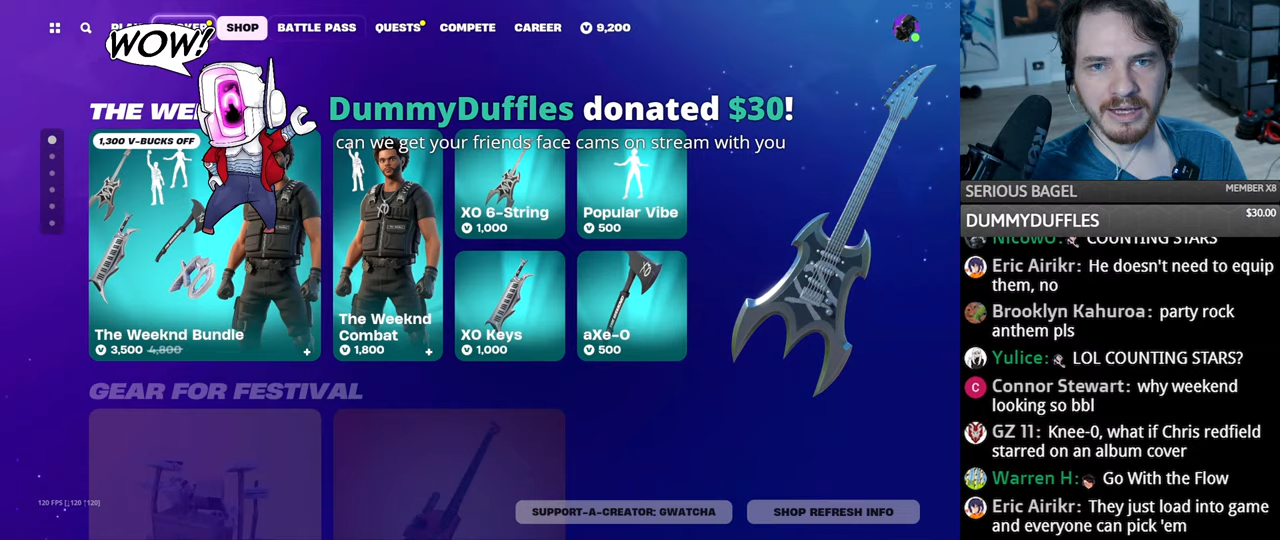 SHOP
BATTLE PASS
QUESTS
COMPETE
CAREER
9,200
WOW!
THE WE
DummyDuffles donated $30!
can we get your friends face cams on stream with you
1,300 V-BUCKS OFF
The Weeknd Bundle
3,500 4,800
The Weeknd
Combat
1,800
XO 6-String
1,000
Popular Vibe
500
XO Keys
1,000
aXe-O
500
GEAR FOR FESTIVAL
120 FPS [↓120 ↑120]
SUPPORT-A-CREATOR: GWATCHA
SHOP REFRESH INFO
SERIOUS BAGEL
MEMBER X8
DUMMYDUFFLES
$30.00
COUNTING STARS
Eric Airikr: He doesn't need to equip
them, no
Brooklyn Kahuroa: party rock
anthem pls
Yulice: LOL COUNTING STARS?
C
Connor Stewart: why weekend
looking so bbl
GZ 11: Knee-0, what if Chris redfield
starred on an album cover
Warren H: Go With the Flow
Eric Airikr: They just load into game
and everyone can pick 'em